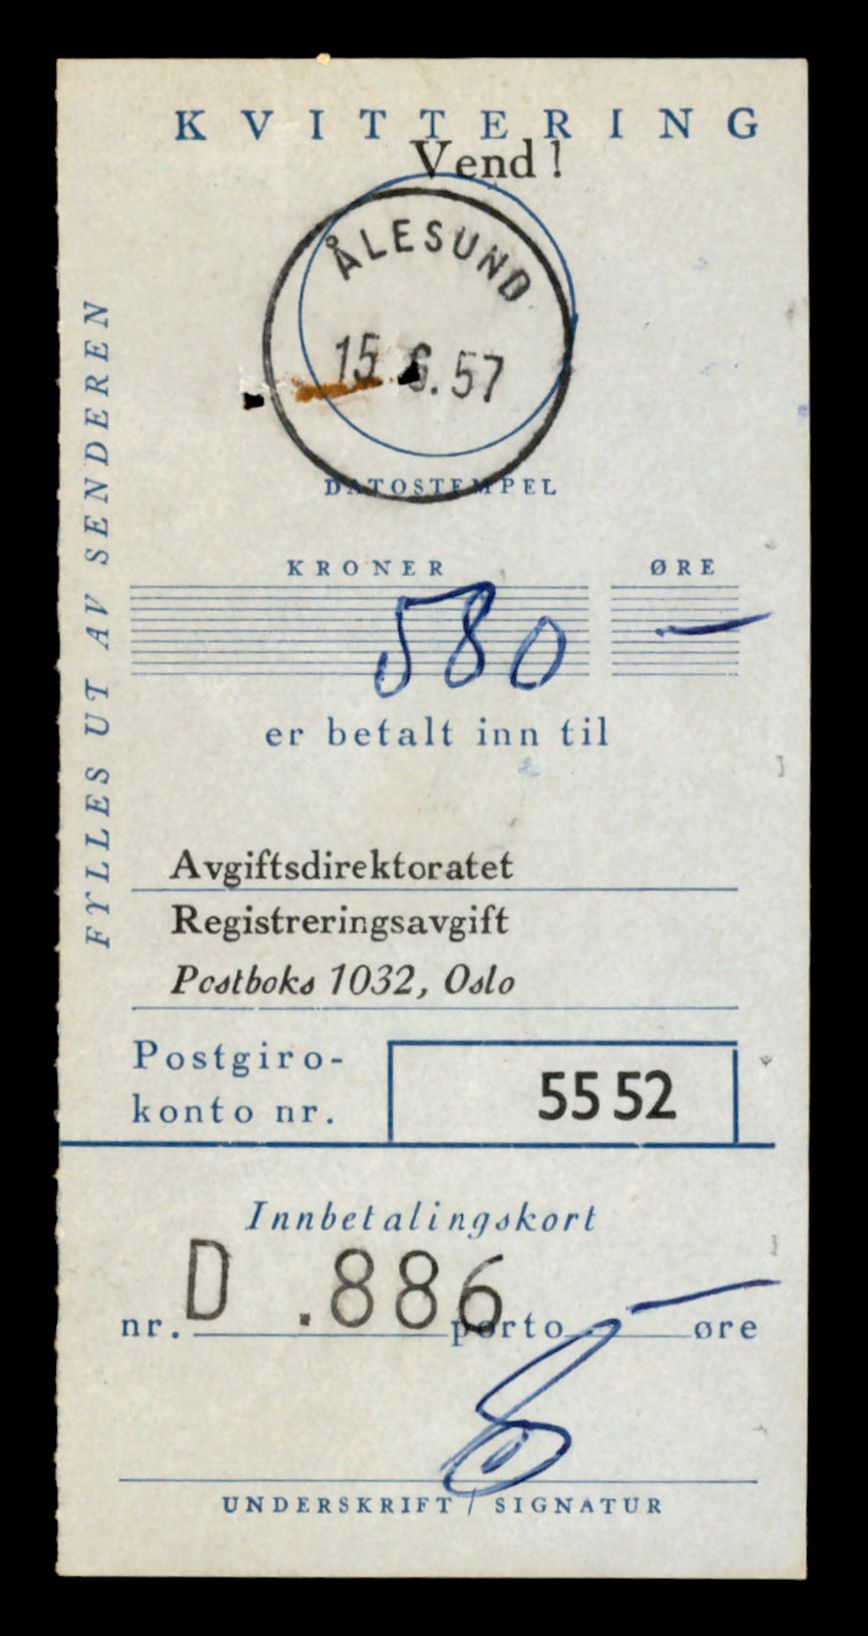 KVITTERING
Vend!
ÅLESUND
15.6.57
DATOSTEMPEL
FYLLES UT AV SENDEREN
KRONER ØRE
580 —
er betalt inn til
Avgiftsdirektoratet
Registreringsavgift
Postboks 1032, Oslo
Postgiro-
konto nr.
5552
Innbetalingskort
nr. D .886 porto — øre
UNDERSKRIFT / SIGNATUR